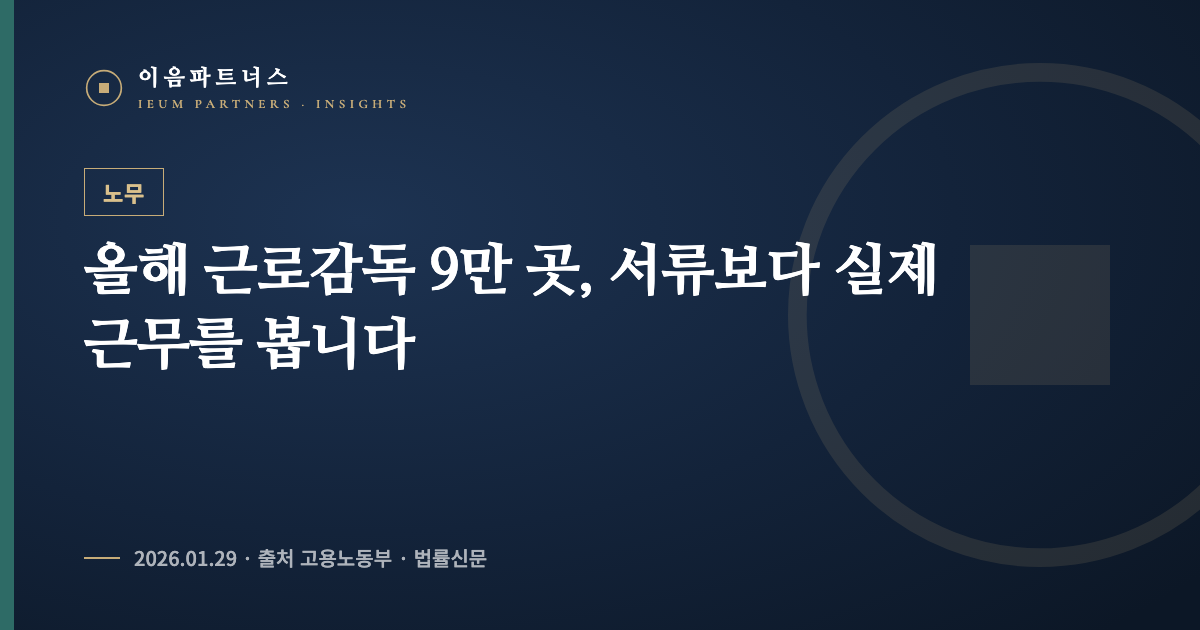 이음파트너스
IEUM PARTNERS · INSIGHTS
노무
올해 근로감독 9만 곳, 서류보다 실제
근무를 봅니다
2026.01.29 · 출처 고용노동부 · 법률신문